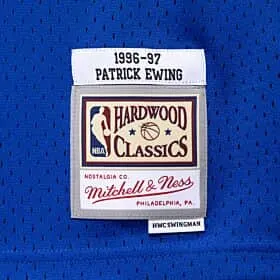 1996-97
PATRICK EWING
HARDWOOD
NBA
CLASSICS
NOSTALGIA CO.
Mitchell & Ness
PHILADELPHIA, PA.
HWC SWINGMAN